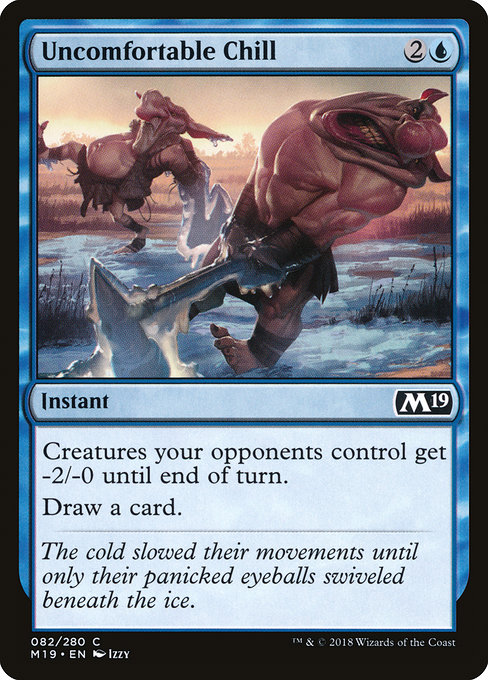 Uncomfortable Chill 2
Instant
M19
Creatures your opponents control get
-2/-0 until end of turn.
Draw a card.
The cold slowed their movements until
only their panicked eyeballs swiveled
beneath the ice.
082/280 C
M19 • EN Izzy
™ & © 2018 Wizards of the Coast